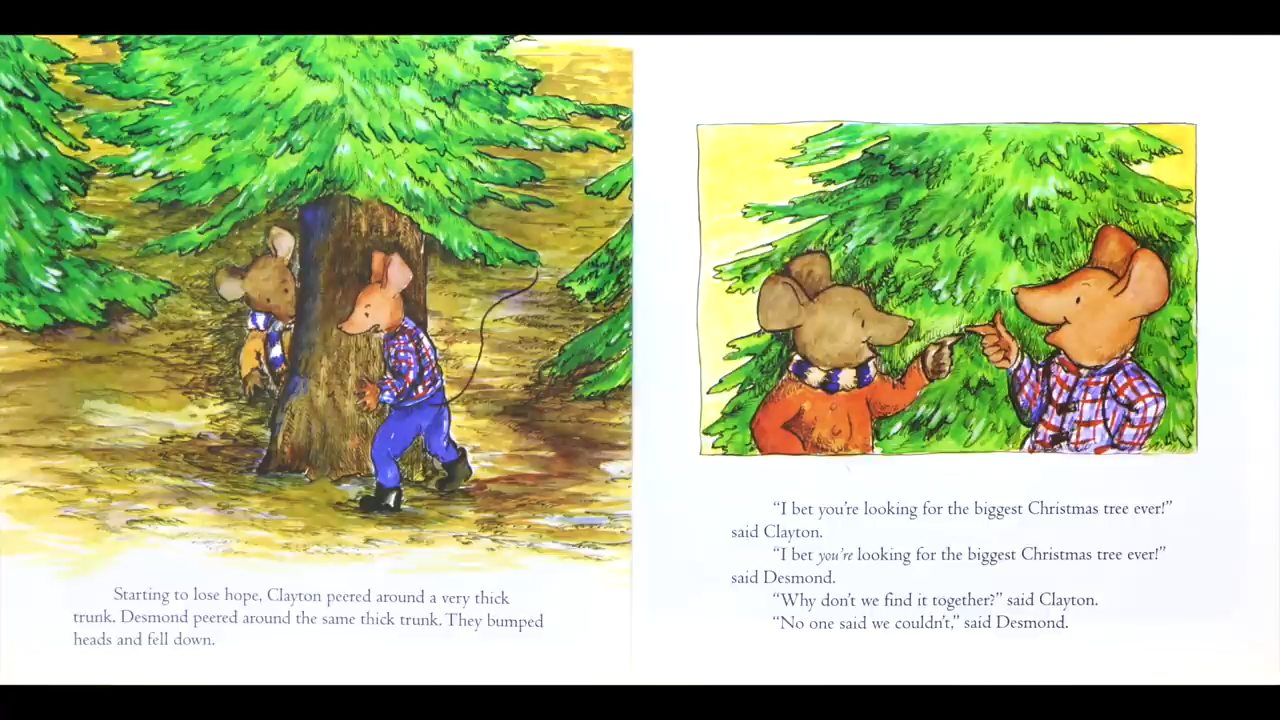 Starting to lose hope, Clayton peered around a very thick
trunk. Desmond peered around the same thick trunk. They bumped
heads and fell down.
“I bet you’re looking for the biggest Christmas tree ever!”
said Clayton.
“I bet you’re looking for the biggest Christmas tree ever!”
said Desmond.
“Why don’t we find it together?” said Clayton.
“No one said we couldn’t,” said Desmond.